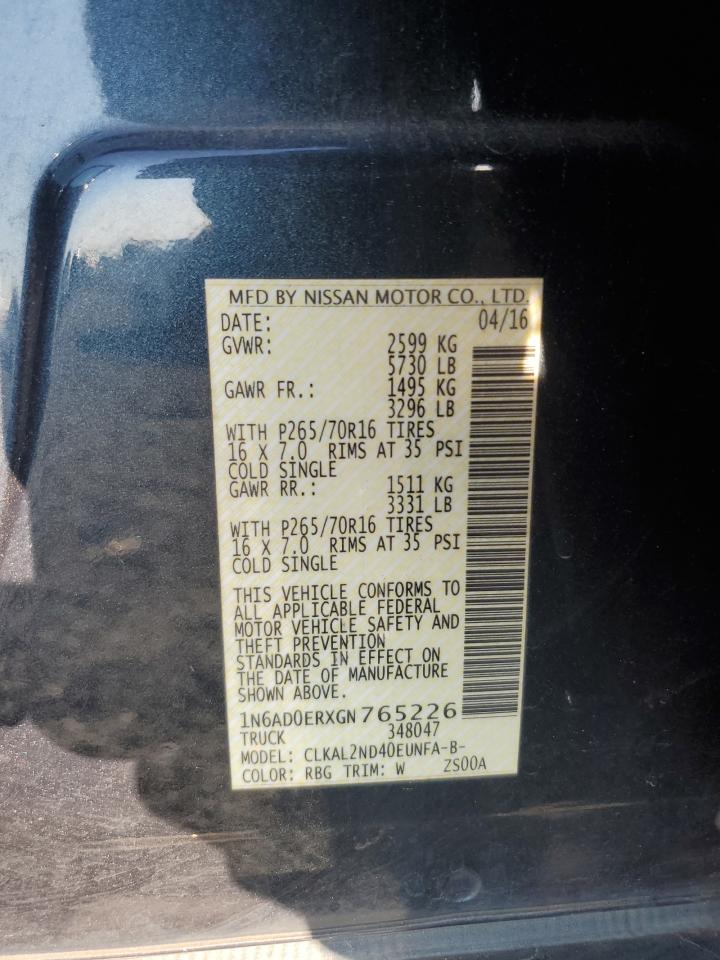 MFD BY NISSAN MOTOR CO., LTD.
DATE: 04/16
GVWR: 2599 KG
5730 LB
GAWR FR.: 1495 KG
3296 LB
WITH P265/70R16 TIRES
16 X 7.0 RIMS AT 35 PSI
COLD SINGLE
GAWR RR.: 1511 KG
3331 LB
WITH P265/70R16 TIRES
16 X 7.0 RIMS AT 35 PSI
COLD SINGLE
THIS VEHICLE CONFORMS TO
ALL APPLICABLE FEDERAL
MOTOR VEHICLE SAFETY AND
THEFT PREVENTION
STANDARDS IN EFFECT ON
THE DATE OF MANUFACTURE
SHOWN ABOVE.
1N6AD0ERXGN765226
TRUCK 348047
MODEL: CLKAL2ND40EUNFA-B-
COLOR: RBG TRIM: W ZS00A